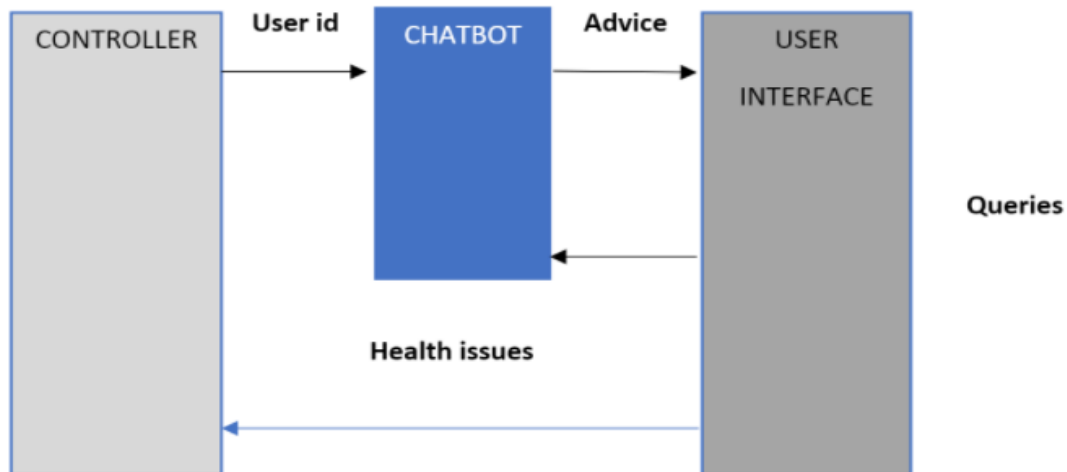 CONTROLLER
User id
CHATBOT
Advice
USER
INTERFACE
Queries
Health issues